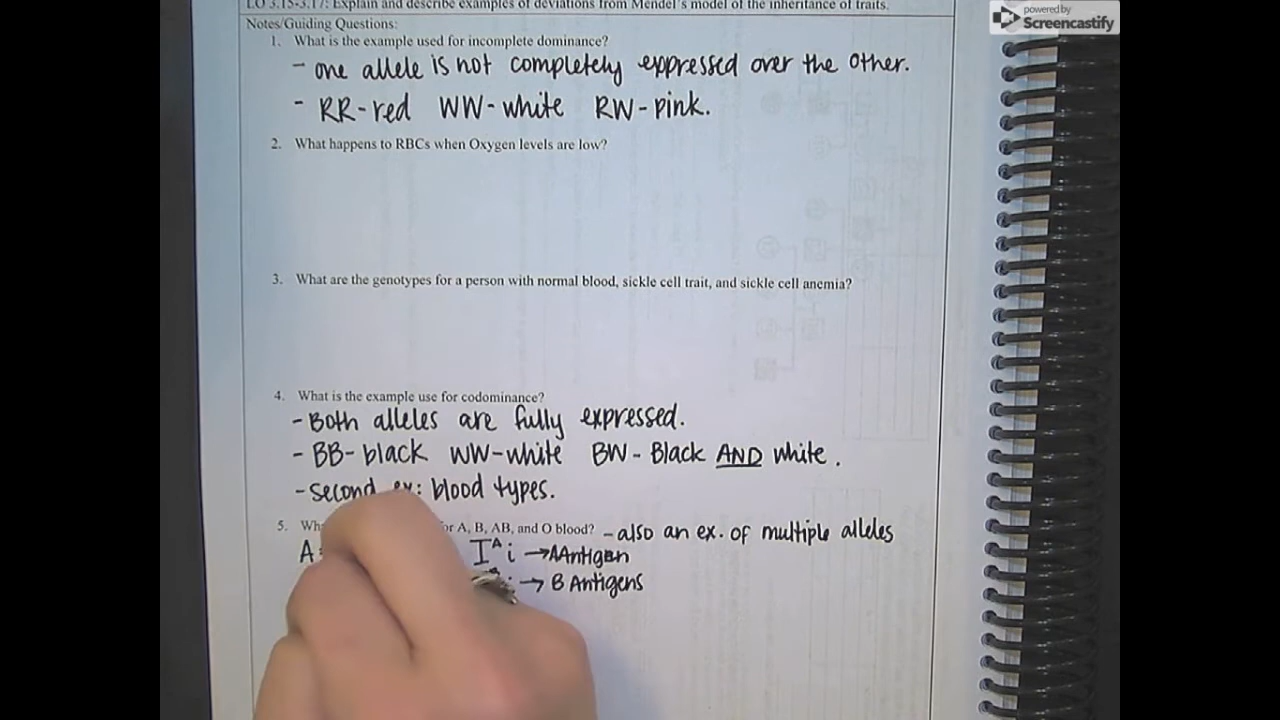 LO 3.15-3.17: Explain and describe examples of deviations from Mendel's model of the inheritance of traits.
powered by
Screencastify
Notes/Guiding Questions:
1. What is the example used for incomplete dominance?
- one allele is not completely expressed over the other.
- RR-red WW-white RW-pink.
2. What happens to RBCs when Oxygen levels are low?
3. What are the genotypes for a person with normal blood, sickle cell trait, and sickle cell anemia?
4. What is the example use for codominance?
- Both alleles are fully expressed.
- BB-black WW-white BW- Black AND white.
- Second ex: blood types.
5. A, B, AB, and O blood? - also an ex. of multiple alleles
A: I^A i → A Antigen
i → B Antigens